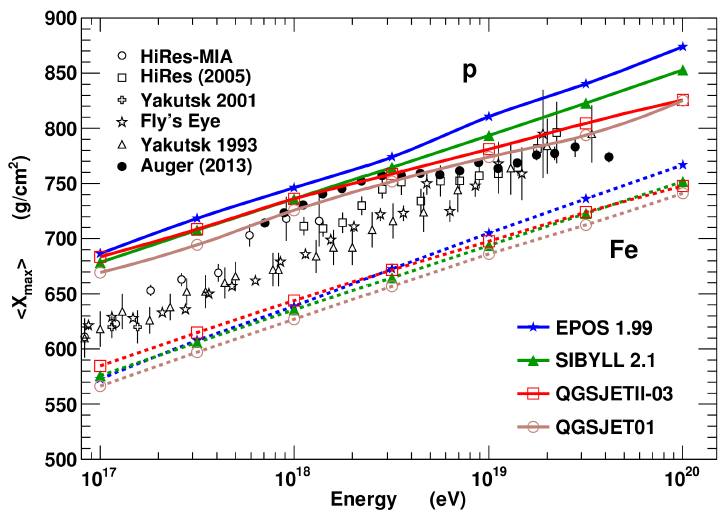 900
850
800
750
700
650
600
550
500
<Xmax> (g/cm²)
HiRes-MIA
HiRes (2005)
Yakutsk 2001
Fly's Eye
Yakutsk 1993
Auger (2013)
p
Fe
EPOS 1.99
SIBYLL 2.1
QGSJETII-03
QGSJET01
10¹⁷
10¹⁸
10¹⁹
10²⁰
Energy (eV)